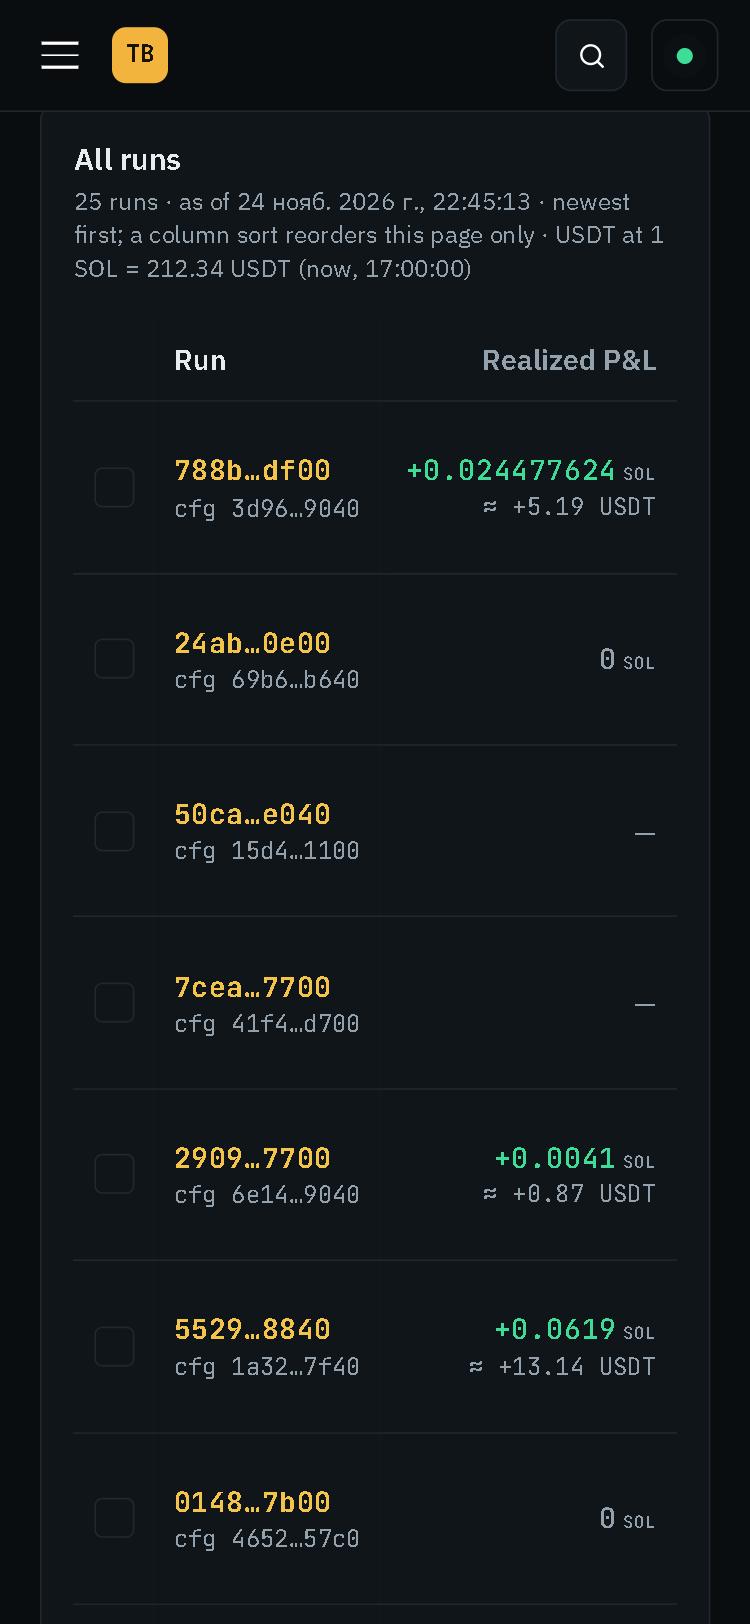 TB
All runs
25 runs · as of 24 нояб. 2026 г., 22:45:13 · newest
first; a column sort reorders this page only · USDT at 1
SOL = 212.34 USDT (now, 17:00:00)
Run Realized P&L
788b…df00 +0.024477624 SOL
cfg 3d96…9040 ≈ +5.19 USDT
24ab…0e00
cfg 69b6…b640 0 SOL
50ca…e040
cfg 15d4…1100 —
7cea…7700
cfg 41f4…d700 —
2909…7700 +0.0041 SOL
cfg 6e14…9040 ≈ +0.87 USDT
5529…8840 +0.0619 SOL
cfg 1a32…7f40 ≈ +13.14 USDT
0148…7b00
cfg 4652…57c0 0 SOL